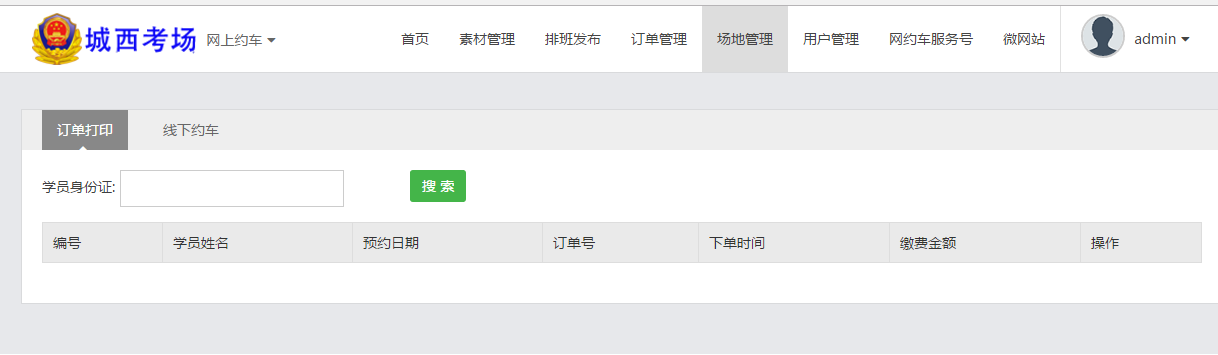 城西考场 网上约车 首页 素材管理 排班发布 订单管理 场地管理 用户管理 网约车服务号 微网站 admin
订单打印 线下约车
学员身份证: 搜 索
编号 学员姓名 预约日期 订单号 下单时间 缴费金额 操作